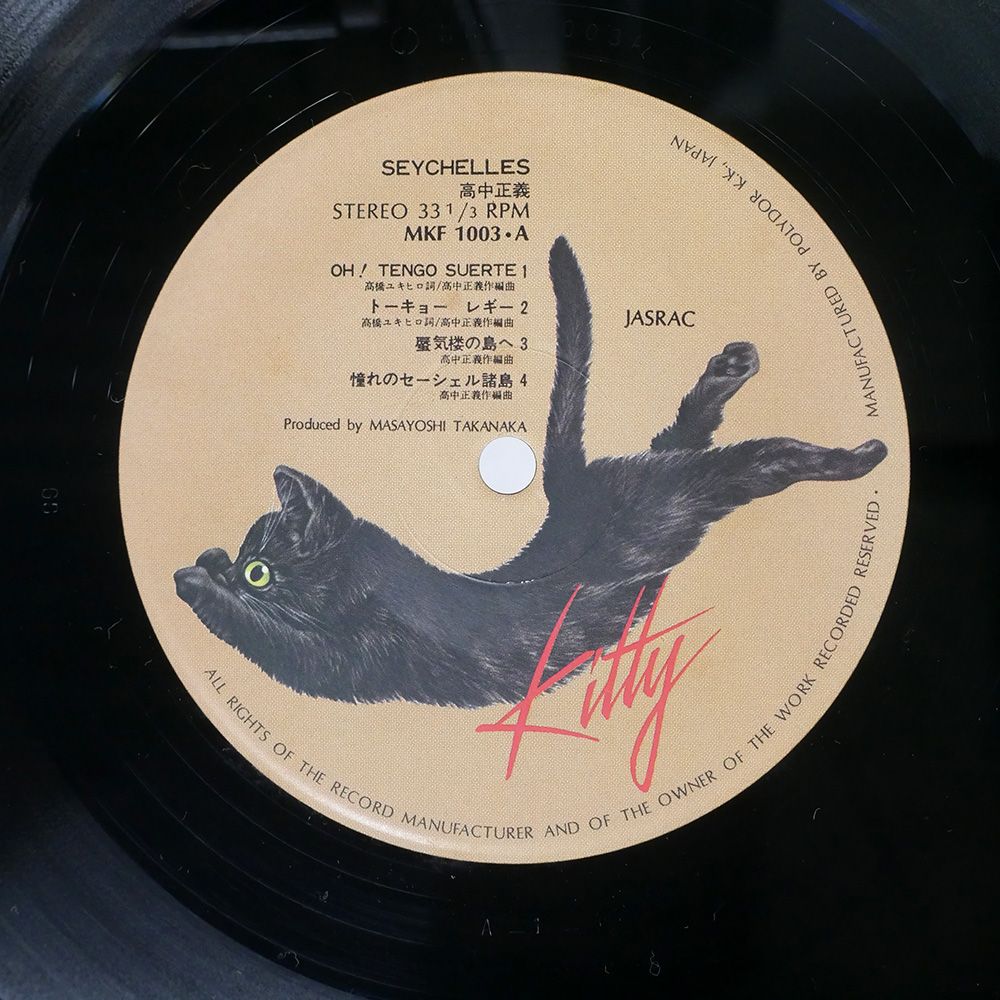 SEYCHELLES
高中正義
STEREO 33 1/3 RPM
MKF 1003・A
OH! TENGO SUERTE 1
高橋ユキヒロ詞/高中正義作編曲
トーキョー レギー 2
高橋ユキヒロ詞/高中正義作編曲
蜃気楼の島へ 3
高中正義作編曲
憧れのセーシェル諸島 4
高中正義作編曲
Produced by MASAYOSHI TAKANAKA
JASRAC
Kitty
ALL RIGHTS OF THE RECORD MANUFACTURER AND OF THE OWNER OF THE WORK RECORDED RESERVED • MANUFACTURED BY POLYDOR K.K., JAPAN